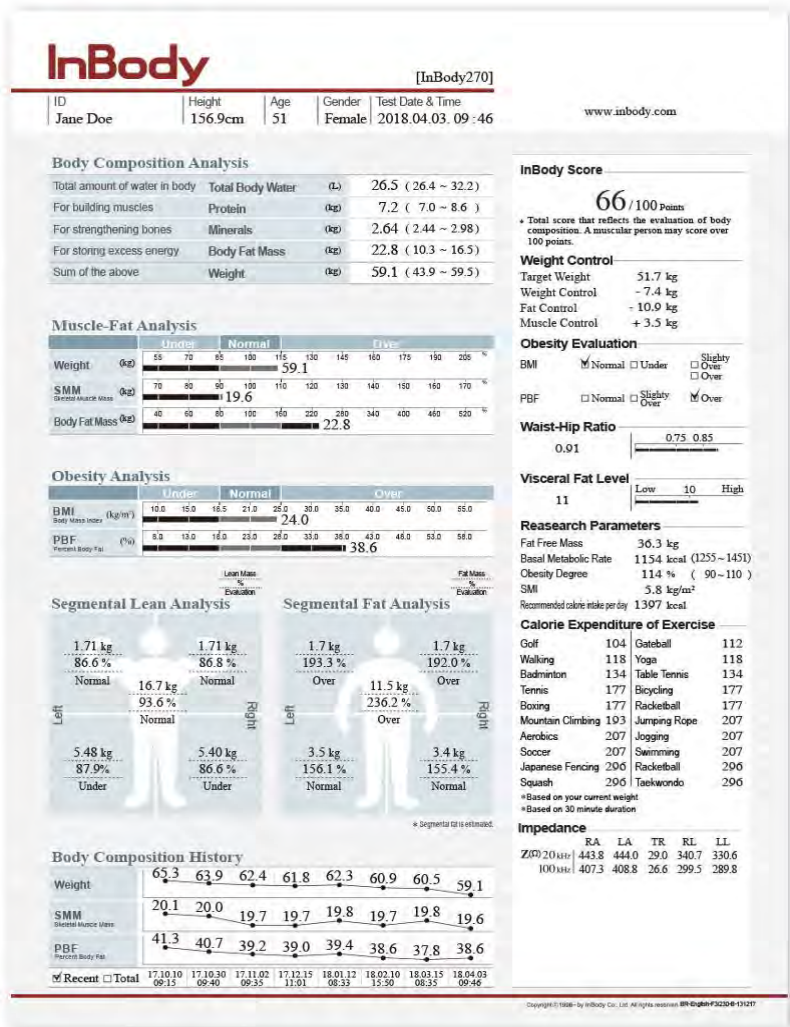 InBody
[InBody270]
ID Height Age Gender Test Date & Time
Jane Doe 156.9cm 51 Female 2018.04.03. 09:46
www.inbody.com
Body Composition Analysis
Total amount of water in body Total Body Water (L) 26.5 (26.4 ~ 32.2)
For building muscles Protein (kg) 7.2 ( 7.0 ~ 8.6 )
For strengthening bones Minerals (kg) 2.64 (2.44 ~ 2.98)
For storing excess energy Body Fat Mass (kg) 22.8 (10.3 ~ 16.5)
Sum of the above Weight (kg) 59.1 (43.9 ~ 59.5)
Muscle-Fat Analysis
Under Normal Over
Weight (kg) 55 70 85 100 115 130 145 160 175 190 205 %
59.1
SMM (kg) 70 80 90 100 110 120 130 140 150 160 170 %
Skeletal Muscle Mass
19.6
Body Fat Mass (kg) 40 60 80 100 160 220 280 340 400 460 520 %
22.8
Obesity Analysis
Under Normal Over
BMI (kg/m²) 10.0 15.0 18.5 21.0 25.0 30.0 35.0 40.0 45.0 50.0 55.0
Body Mass Index
24.0
PBF (%) 8.0 13.0 18.0 23.0 28.0 33.0 38.0 43.0 48.0 53.0 58.0
Percent Body Fat
38.6
Segmental Lean Analysis
Lean Mass
%
Evaluation
1.71 kg 1.71 kg
86.6 % 86.8 %
Normal Normal
16.7 kg
93.6 %
Normal
Left Right
5.48 kg 5.40 kg
87.9% 86.6 %
Under Under
Segmental Fat Analysis
Fat Mass
%
Evaluation
1.7 kg 1.7 kg
193.3 % 192.0 %
Over Over
11.5 kg
236.2 %
Over
Left Right
3.5 kg 3.4 kg
156.1 % 155.4 %
Normal Normal
* Segmental fat is estimated.
Body Composition History
Weight 65.3 63.9 62.4 61.8 62.3 60.9 60.5 59.1
SMM 20.1 20.0 19.7 19.7 19.8 19.7 19.8 19.6
Skeletal Muscle Mass
PBF 41.3 40.7 39.2 39.0 39.4 38.6 37.8 38.6
Percent Body Fat
Recent Total 17.10.10 17.10.30 17.11.02 17.12.15 18.01.12 18.02.10 18.03.15 18.04.03
09:15 09:40 09:35 11:01 08:33 15:50 08:35 09:46
InBody Score
66/100 Points
* Total score that reflects the evaluation of body
composition. A muscular person may score over
100 points.
Weight Control
Target Weight 51.7 kg
Weight Control - 7.4 kg
Fat Control - 10.9 kg
Muscle Control + 3.5 kg
Obesity Evaluation
BMI Normal Under Slighty Over
Over
PBF Normal Slighty Over Over
Waist-Hip Ratio
0.91
0.75 0.85
Visceral Fat Level
11
Low 10 High
Reasearch Parameters
Fat Free Mass 36.3 kg
Basal Metabolic Rate 1154 kcal (1255~1451)
Obesity Degree 114 % ( 90~110 )
SMI 5.8 kg/m²
Recommended calorie intake per day 1397 kcal
Calorie Expenditure of Exercise
Golf 104 Gateball 112
Walking 118 Yoga 118
Badminton 134 Table Tennis 134
Tennis 177 Bicycling 177
Boxing 177 Racketball 177
Mountain Climbing 193 Jumping Rope 207
Aerobics 207 Jogging 207
Soccer 207 Swimming 207
Japanese Fencing 296 Racketball 296
Squash 296 Taekwondo 296
*Based on your current weight
*Based on 30 minute duration
Impedance
RA LA TR RL LL
Z(Ω) 20 kHz 443.8 444.0 29.0 340.7 330.6
100 kHz 407.3 408.8 26.6 299.5 289.8
Copyright © 1996~ by InBody Co., Ltd. All rights reserved.